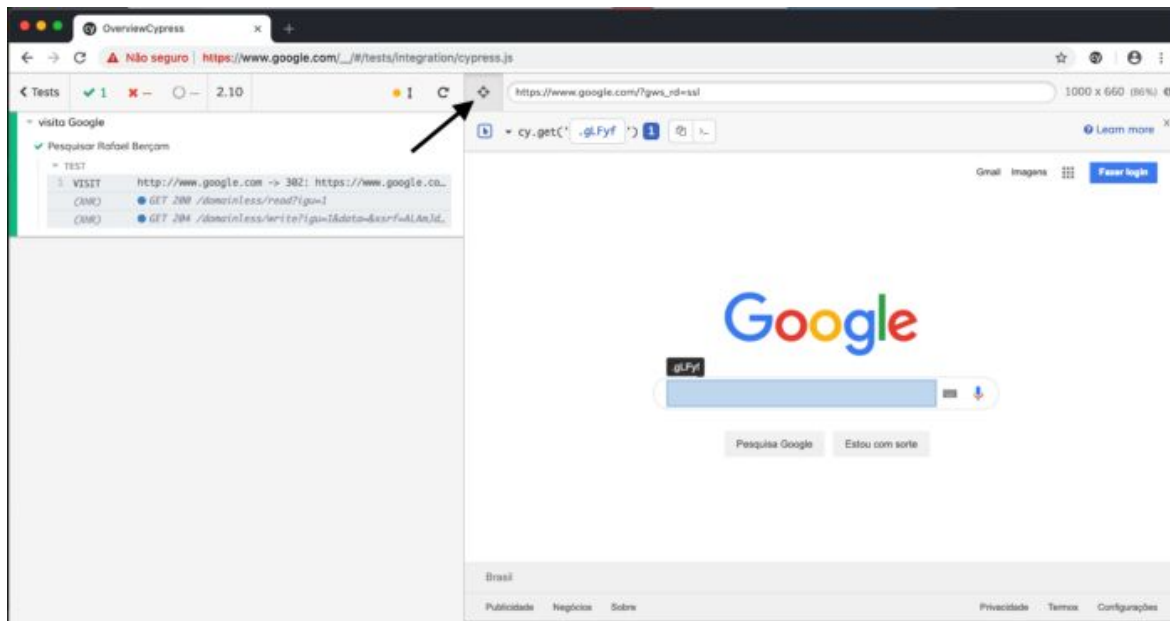 OverviewCypress
Não seguro | https://www.google.com/__/#/tests/integration/cypress.js
Tests 1 -- -- 2.10
https://www.google.com/?gws_rd=ssl
1000 x 660 (86%)
visita Google
cy.get(' .gLFyf ') 1
Learn more
Pesquisar Rafael Berçam
TEST
1 VISIT http://www.google.com -> 302: https://www.google.co…
(XHR) GET 200 /domainless/read?igu=1
(XHR) GET 204 /domainless/write?igu=1&data=&xsrf=
Gmail Imagens Fazer login
Google
.gLFyf
Pesquisa Google Estou com sorte
Brasil
Publicidade Negócios Sobre Privacidade Termos Configurações